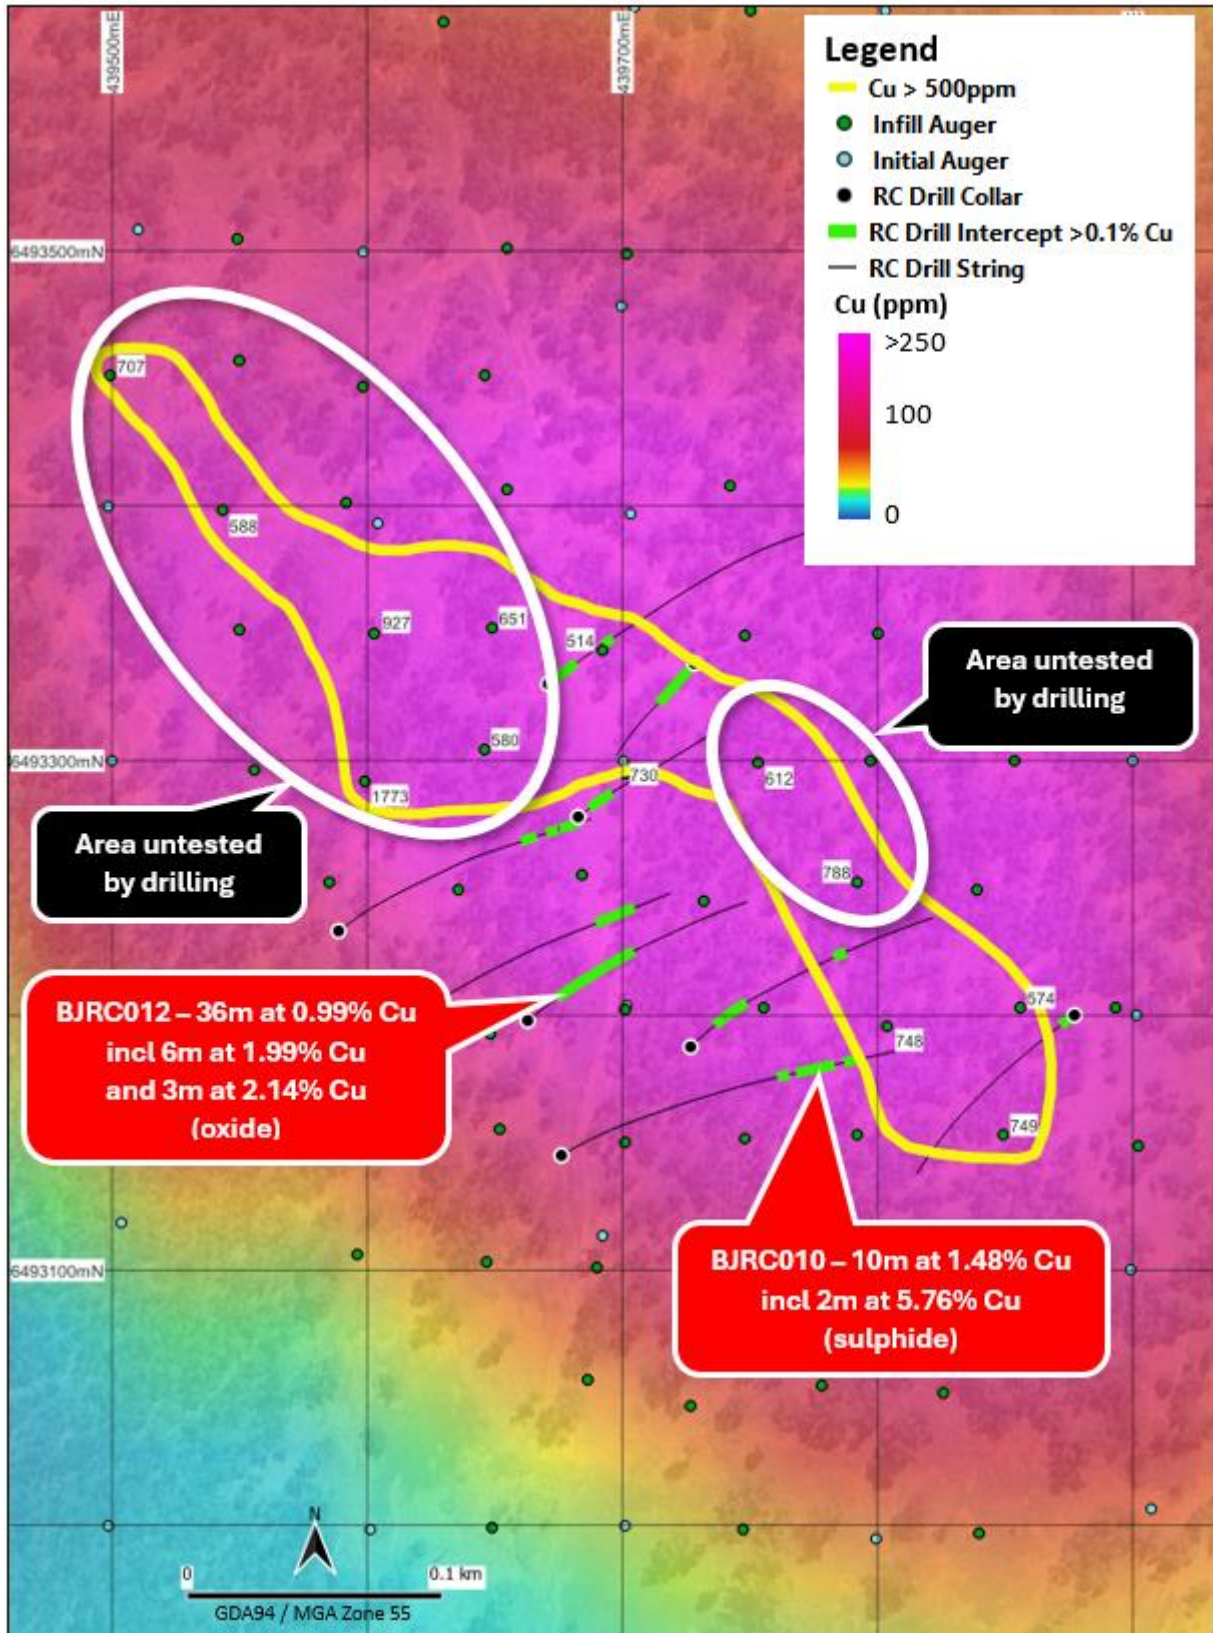 439500mE
439700mE
Legend
Cu > 500ppm
Infill Auger
Initial Auger
RC Drill Collar
RC Drill Intercept >0.1% Cu
RC Drill String
Cu (ppm)
>250
100
0
6493500mN
707
588
927
651
514
Area untested
by drilling
580
6493300mN
730
612
1773
Area untested
by drilling
788
BJRC012 – 36m at 0.99% Cu
incl 6m at 1.99% Cu
and 3m at 2.14% Cu
(oxide)
574
748
749
BJRC010 – 10m at 1.48% Cu
incl 2m at 5.76% Cu
(sulphide)
6493100mN
N
0
0.1 km
GDA94 / MGA Zone 55